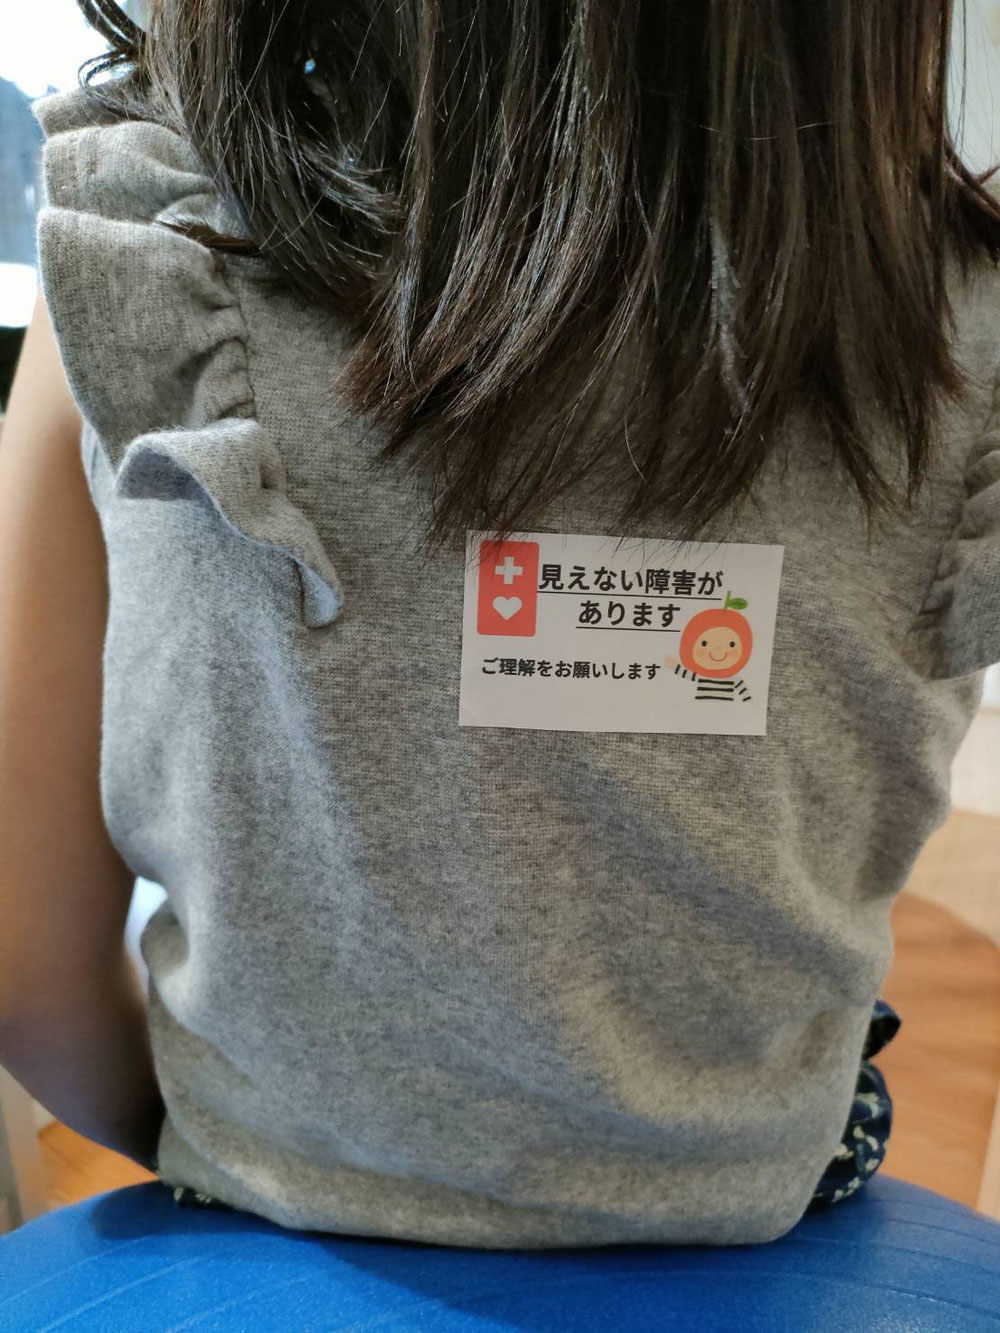 見えない障害が
あります
ご理解をお願いします